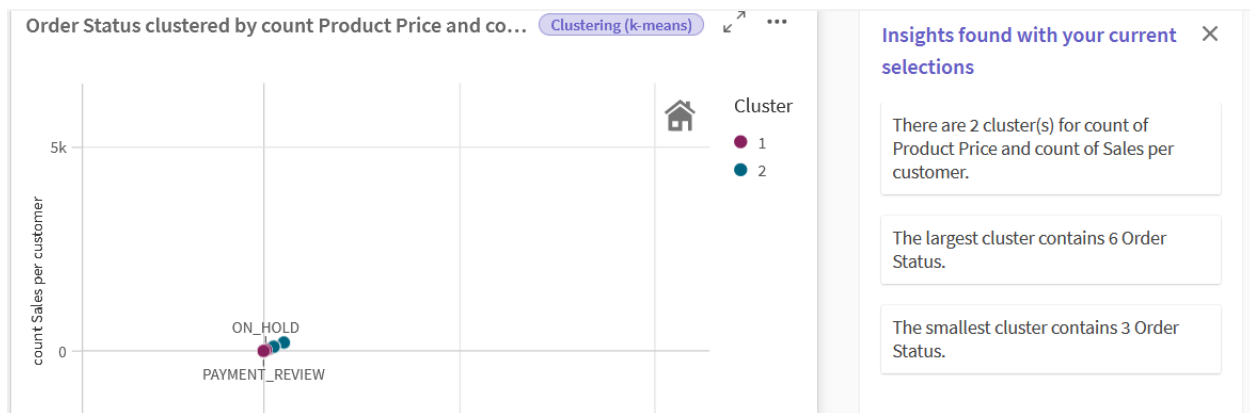 Order Status clustered by count Product Price and co...
Clustering (k-means)
Insights found with your current
selections
Cluster
1
2
5k
0
count Sales per customer
ON_HOLD
PAYMENT_REVIEW
There are 2 cluster(s) for count of
Product Price and count of Sales per
customer.
The largest cluster contains 6 Order
Status.
The smallest cluster contains 3 Order
Status.